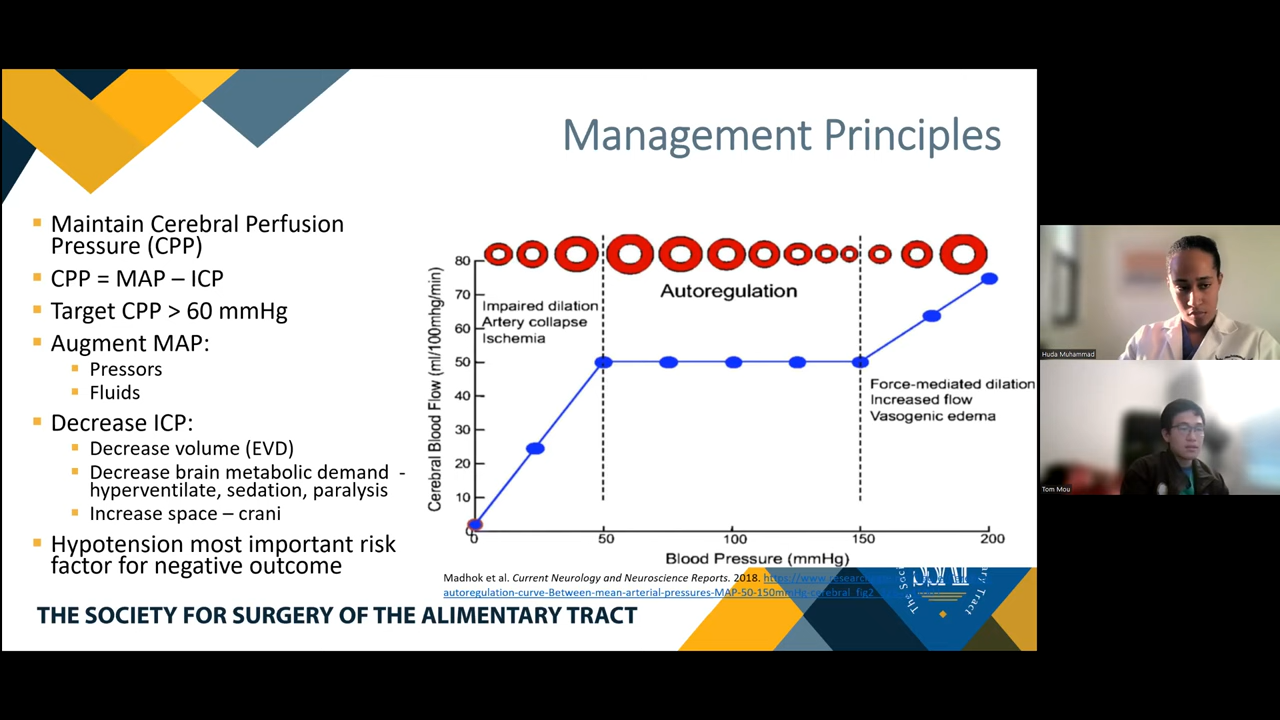 Management Principles
Maintain Cerebral Perfusion
Pressure (CPP)
CPP = MAP – ICP
Target CPP > 60 mmHg
Augment MAP:
Pressors
Fluids
Decrease ICP:
Decrease volume (EVD)
Decrease brain metabolic demand -
hyperventilate, sedation, paralysis
Increase space – crani
Hypotension most important risk
factor for negative outcome
Cerebral Blood Flow (ml/100mhg/min)
80
70
60
50
40
30
20
10
0
Impaired dilation
Artery collapse
Ischemia
Autoregulation
Force-mediated dilation
Increased flow
Vasogenic edema
0 50 100 150 200
Blood Pressure (mmHg)
Madhok et al. Current Neurology and Neuroscience Reports. 2018.
autoregulation-curve-Between-mean-arterial-pressures-MAP-50-150mmHg-cerebral_fig2
THE SOCIETY FOR SURGERY OF THE ALIMENTARY TRACT
Huda Muhammad
Tom Mou